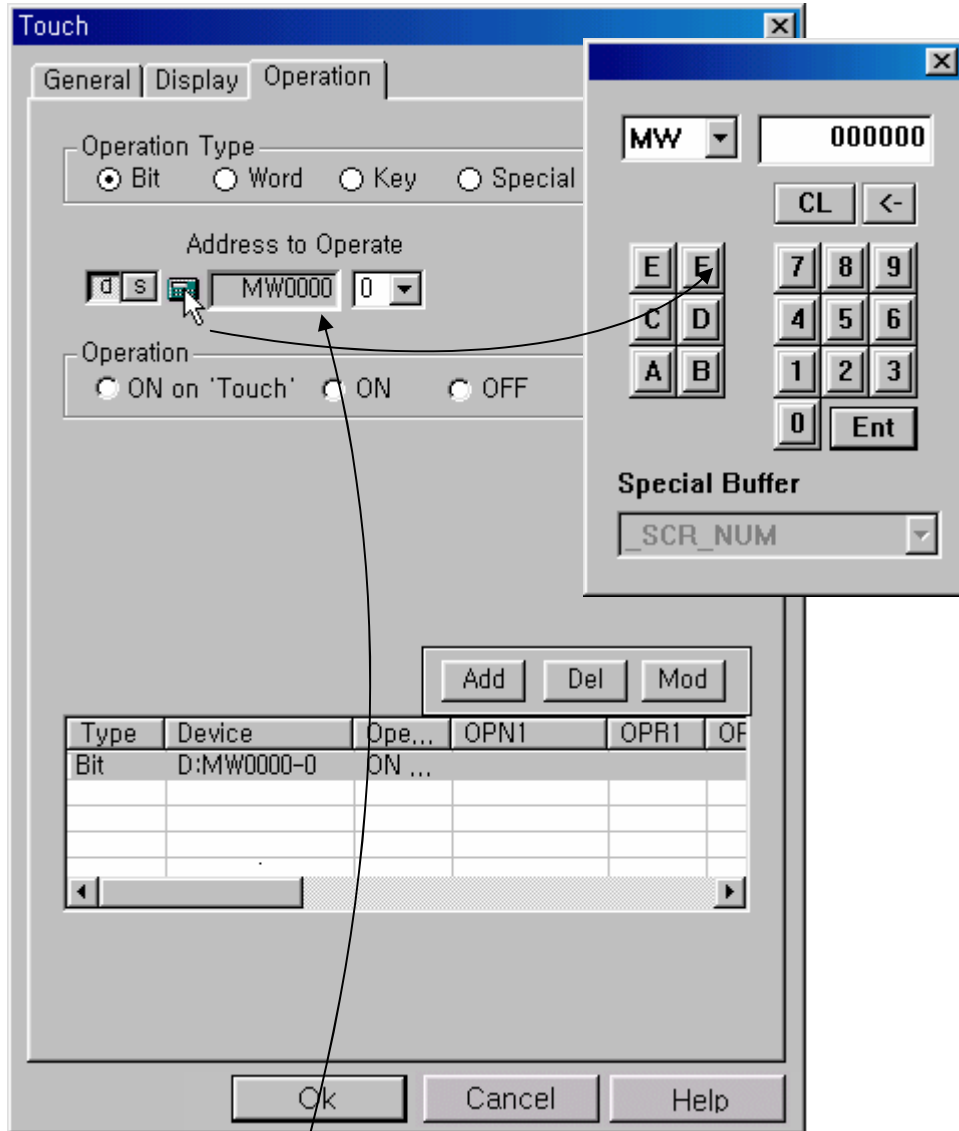 Touch
General Display Operation
Operation Type
Bit Word Key Special
Address to Operate
d s MW0000 0
Operation
ON on 'Touch' ON OFF
MW 000000
CL <-
E 7 8 9
C D 4 5 6
A B 1 2 3
0 Ent
Special Buffer
_SCR_NUM
Add Del Mod
Type Device Ope... OPN1 OPR1
Bit D:MW0000-0 ON ...
Ok Cancel Help